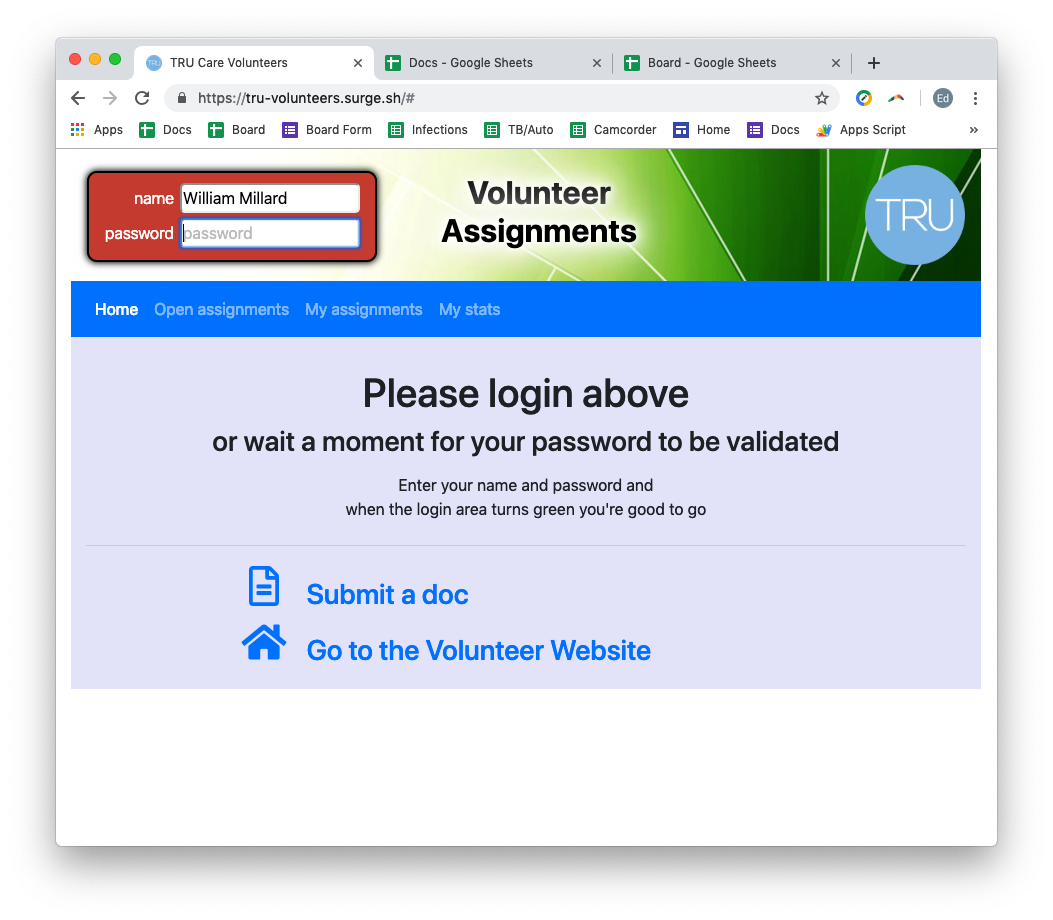 TRU TRU Care Volunteers × Docs - Google Sheets × Board - Google Sheets × +
https://tru-volunteers.surge.sh/# Ed
Apps Docs Board Board Form Infections TB/Auto Camcorder Home Docs Apps Script »
name William Millard
password password
Volunteer
Assignments
TRU
Home Open assignments My assignments My stats
Please login above
or wait a moment for your password to be validated
Enter your name and password and
when the login area turns green you're good to go
Submit a doc
Go to the Volunteer Website